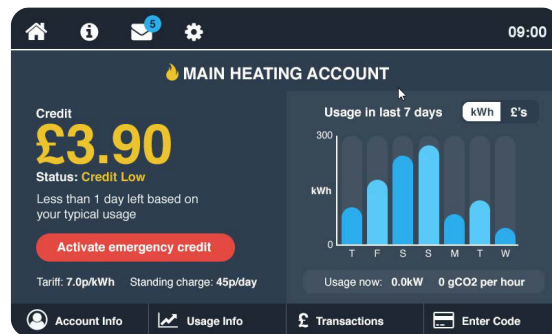 5
09:00
MAIN HEATING ACCOUNT
Credit
£3.90
Status: Credit Low
Less than 1 day left based on
your typical usage
Activate emergency credit
Tariff: 7.0p/kWh Standing charge: 45p/day
Usage in last 7 days kWh £'s
300
kWh
0
T F S S M T W
Usage now: 0.0kW 0 gCO2 per hour
Account Info Usage Info £ Transactions Enter Code